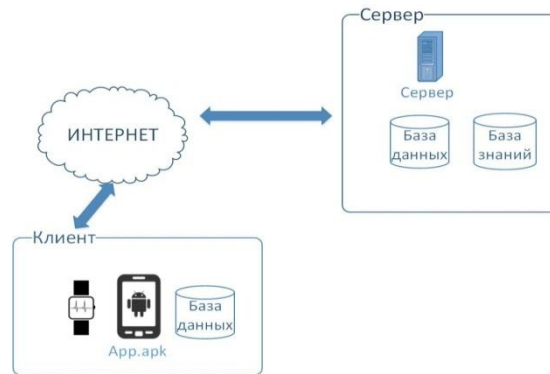 Сервер
Сервер
ИНТЕРНЕТ
База
данных
База
знаний
Клиент
База
данных
App.apk